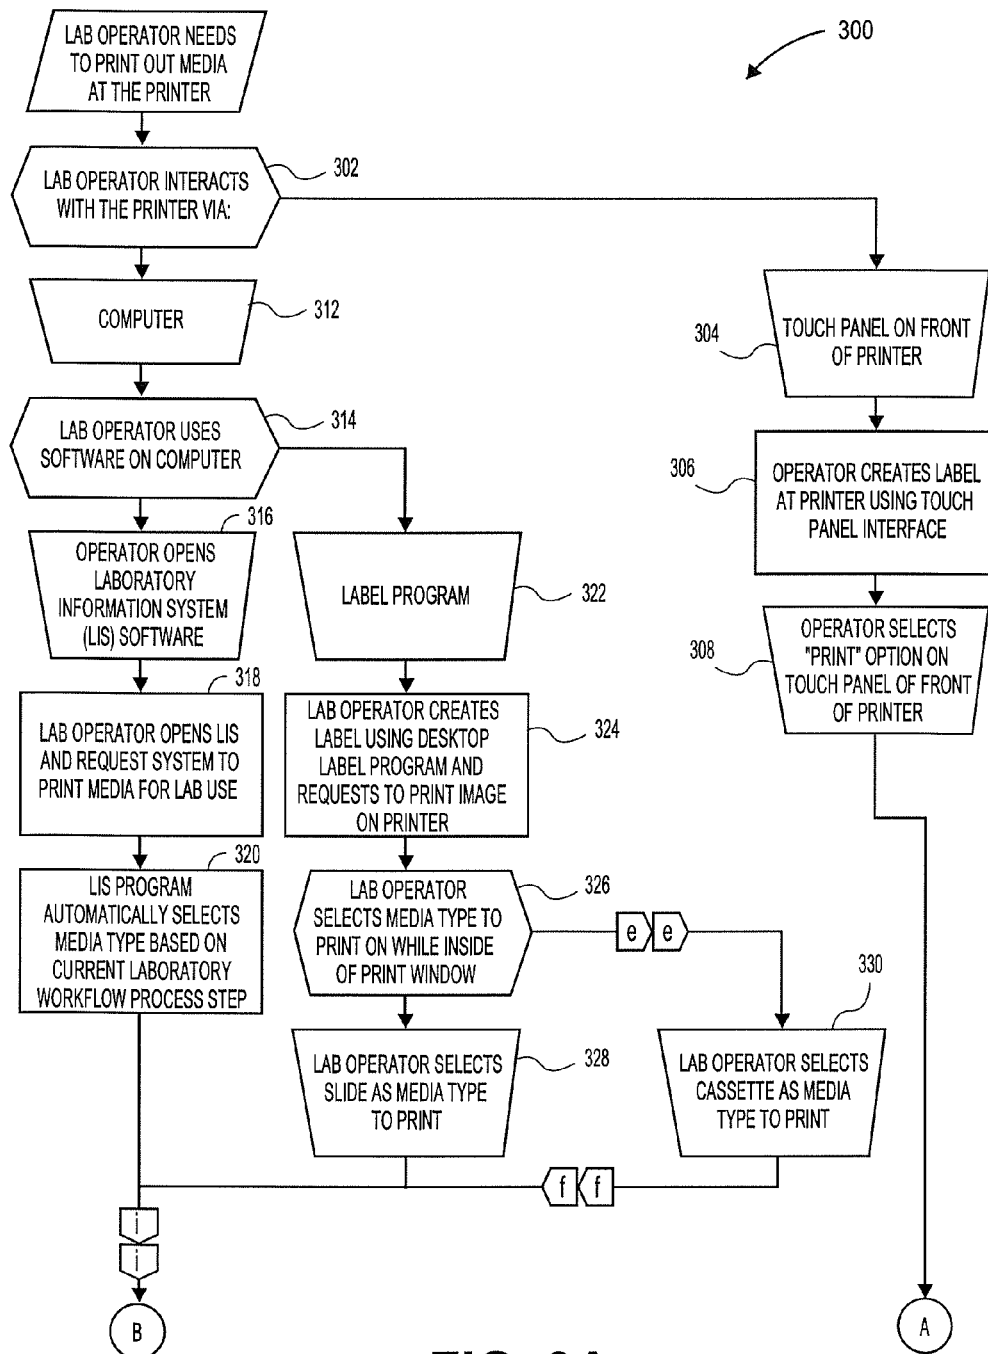 LAB OPERATOR NEEDS
TO PRINT OUT MEDIA
AT THE PRINTER
300
LAB OPERATOR INTERACTS
WITH THE PRINTER VIA:
302
COMPUTER
312
TOUCH PANEL ON FRONT
OF PRINTER
304
LAB OPERATOR USES
SOFTWARE ON COMPUTER
314
OPERATOR CREATES LABEL
AT PRINTER USING TOUCH
PANEL INTERFACE
306
OPERATOR OPENS
LABORATORY
INFORMATION SYSTEM
(LIS) SOFTWARE
316
LABEL PROGRAM
322
OPERATOR SELECTS
"PRINT" OPTION ON
TOUCH PANEL OF FRONT
OF PRINTER
308
LAB OPERATOR OPENS LIS
AND REQUEST SYSTEM TO
PRINT MEDIA FOR LAB USE
318
LAB OPERATOR CREATES
LABEL USING DESKTOP
LABEL PROGRAM AND
REQUESTS TO PRINT IMAGE
ON PRINTER
324
LIS PROGRAM
AUTOMATICALLY SELECTS
MEDIA TYPE BASED ON
CURRENT LABORATORY
WORKFLOW PROCESS STEP
320
LAB OPERATOR
SELECTS MEDIA TYPE TO
PRINT ON WHILE INSIDE
OF PRINT WINDOW
326
e e
LAB OPERATOR SELECTS
SLIDE AS MEDIA TYPE
TO PRINT
328
LAB OPERATOR SELECTS
CASSETTE AS MEDIA
TYPE TO PRINT
330
f f
B
A